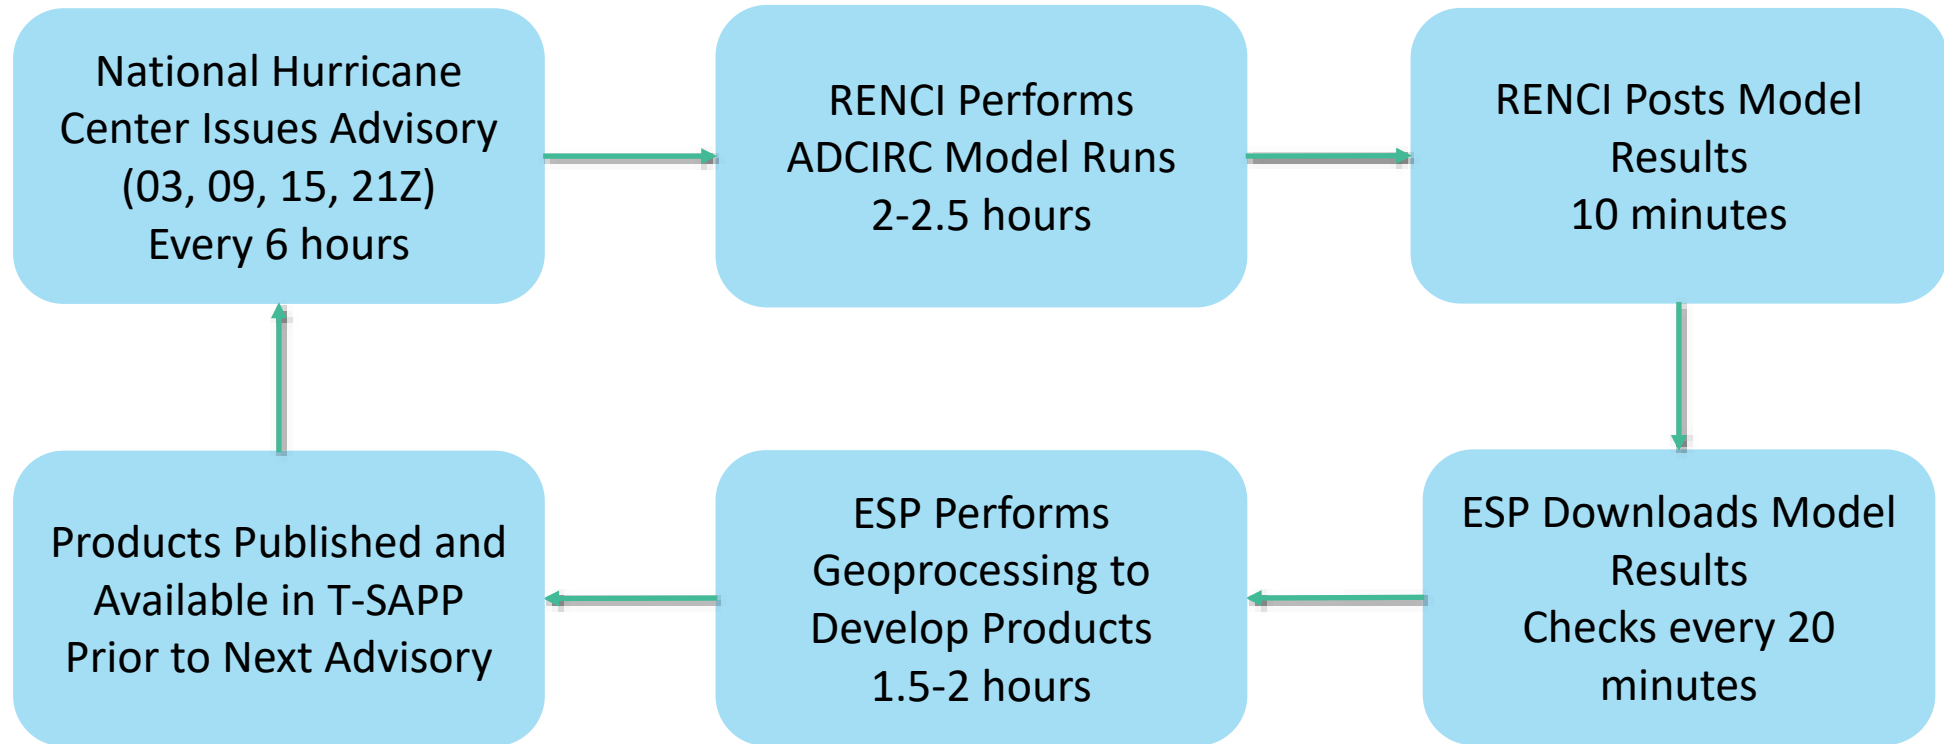 National Hurricane
Center Issues Advisory
(03, 09, 15, 21Z)
Every 6 hours
RENCI Performs
ADCIRC Model Runs
2-2.5 hours
RENCI Posts Model
Results
10 minutes
ESP Downloads Model
Results
Checks every 20
minutes
ESP Performs
Geoprocessing to
Develop Products
1.5-2 hours
Products Published and
Available in T-SAPP
Prior to Next Advisory